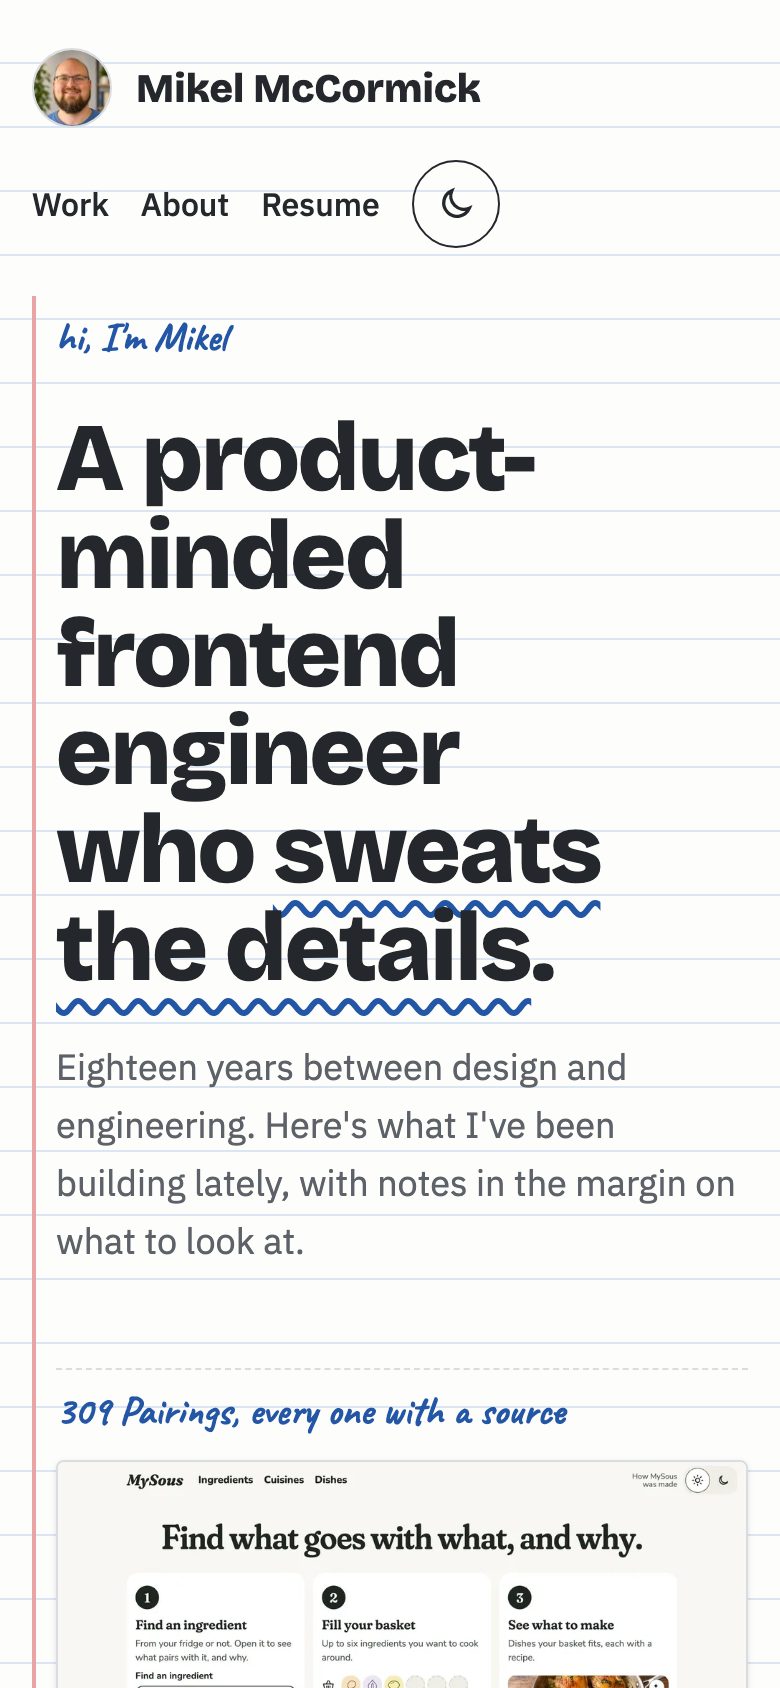 Mikel McCormick
Work About Resume
hi, I'm Mikel
A product-
minded
frontend
engineer
who sweats
the details.
Eighteen years between design and
engineering. Here's what I've been
building lately, with notes in the margin on
what to look at.
309 Pairings, every one with a source
MySous Ingredients Cuisines Dishes
How MySous
was made
Find what goes with what, and why.
1
Find an ingredient
From your fridge or not. Open it to see
what pairs with it, and why.
Find an ingredient
2
Fill your basket
Up to six ingredients you want to cook
around.
3
See what to make
Dishes your basket fits, each with a
recipe.